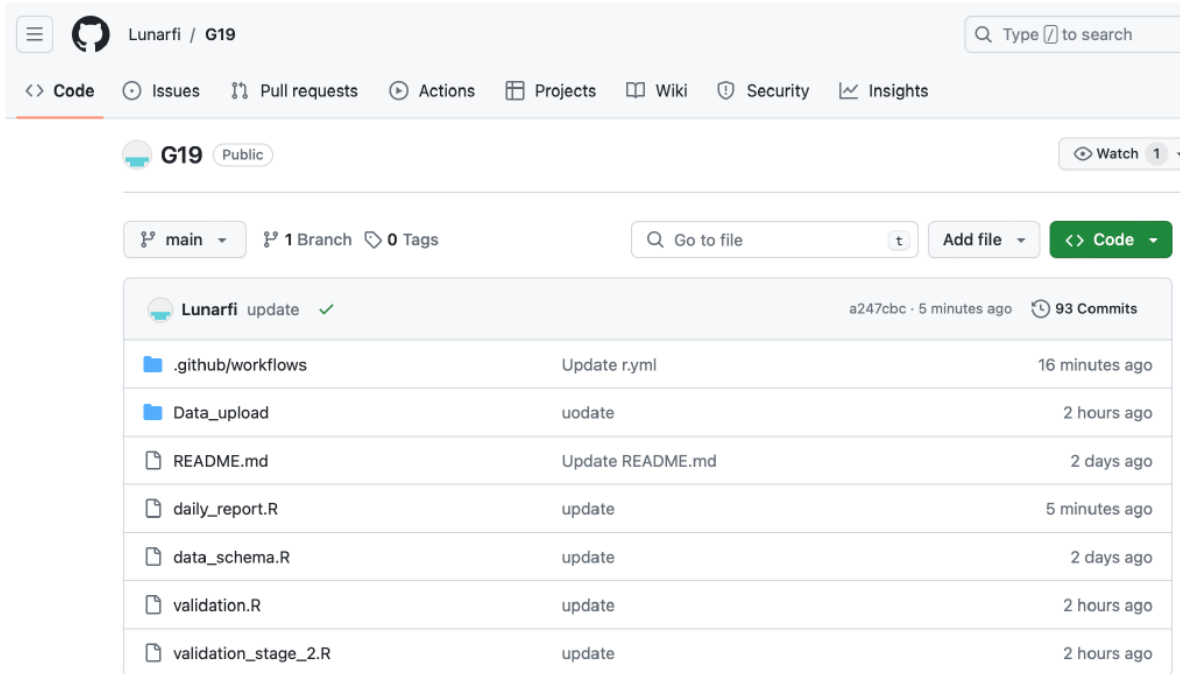 Lunarfi / G19
Type / to search
Code Issues Pull requests Actions Projects Wiki Security Insights
G19 Public
Watch 1
main 1 Branch 0 Tags
Go to file t
Add file
Code
Lunarfi update a247cbc · 5 minutes ago 93 Commits
.github/workflows Update r.yml 16 minutes ago
Data_upload uodate 2 hours ago
README.md Update README.md 2 days ago
daily_report.R update 5 minutes ago
data_schema.R update 2 days ago
validation.R update 2 hours ago
validation_stage_2.R update 2 hours ago